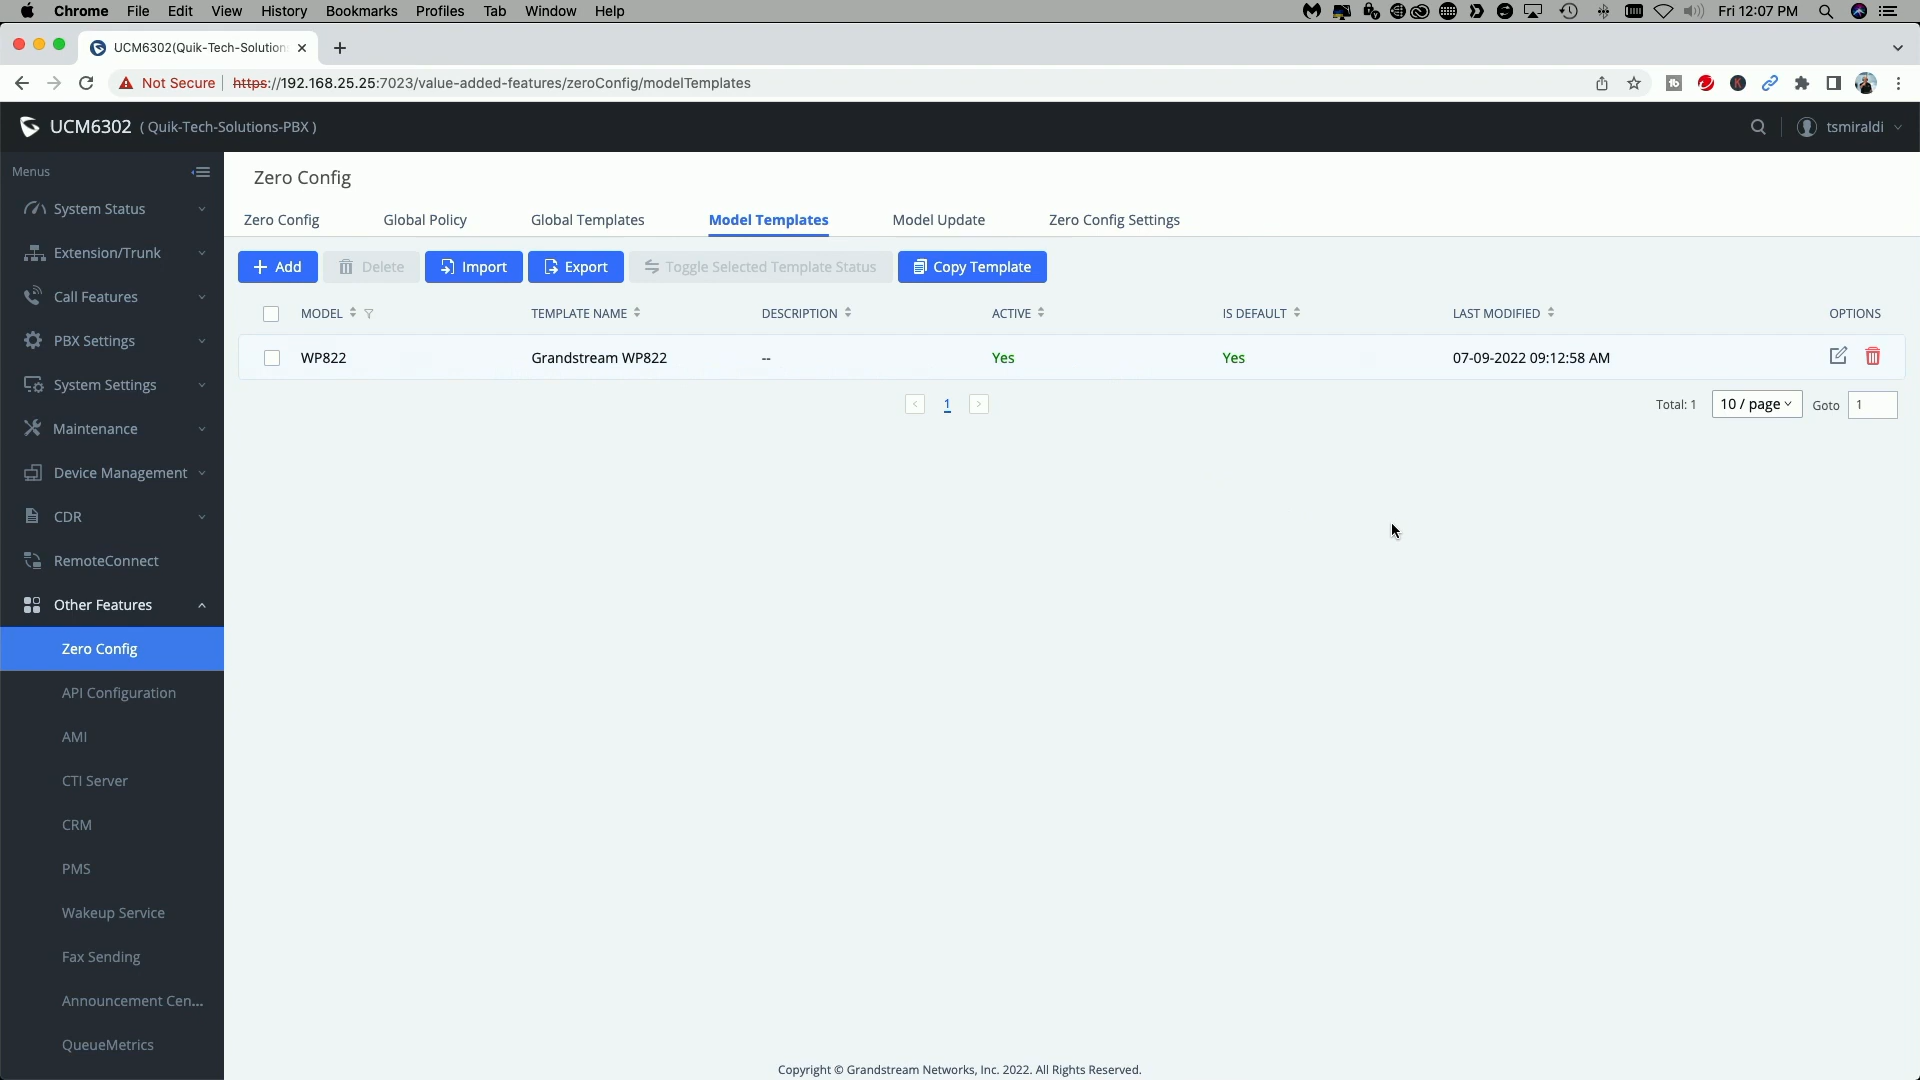 Chrome File Edit View History Bookmarks Profiles Tab Window Help Fri 12:07 PM
UCM6302(Quik-Tech-Solution
Not Secure https://192.168.25.25:7023/value-added-features/zeroConfig/modelTemplates
UCM6302 ( Quik-Tech-Solutions-PBX ) tsmiraldi
Menus
System Status
Extension/Trunk
Call Features
PBX Settings
System Settings
Maintenance
Device Management
CDR
RemoteConnect
Other Features
Zero Config
API Configuration
AMI
CTI Server
CRM
PMS
Wakeup Service
Fax Sending
Announcement Cen...
QueueMetrics
Zero Config
Zero Config Global Policy Global Templates Model Templates Model Update Zero Config Settings
+ Add Delete Import Export Toggle Selected Template Status Copy Template
MODEL TEMPLATE NAME DESCRIPTION ACTIVE IS DEFAULT LAST MODIFIED OPTIONS
WP822 Grandstream WP822 -- Yes Yes 07-09-2022 09:12:58 AM
< 1 > Total: 1 10 / page Goto 1
Copyright © Grandstream Networks, Inc. 2022. All Rights Reserved.